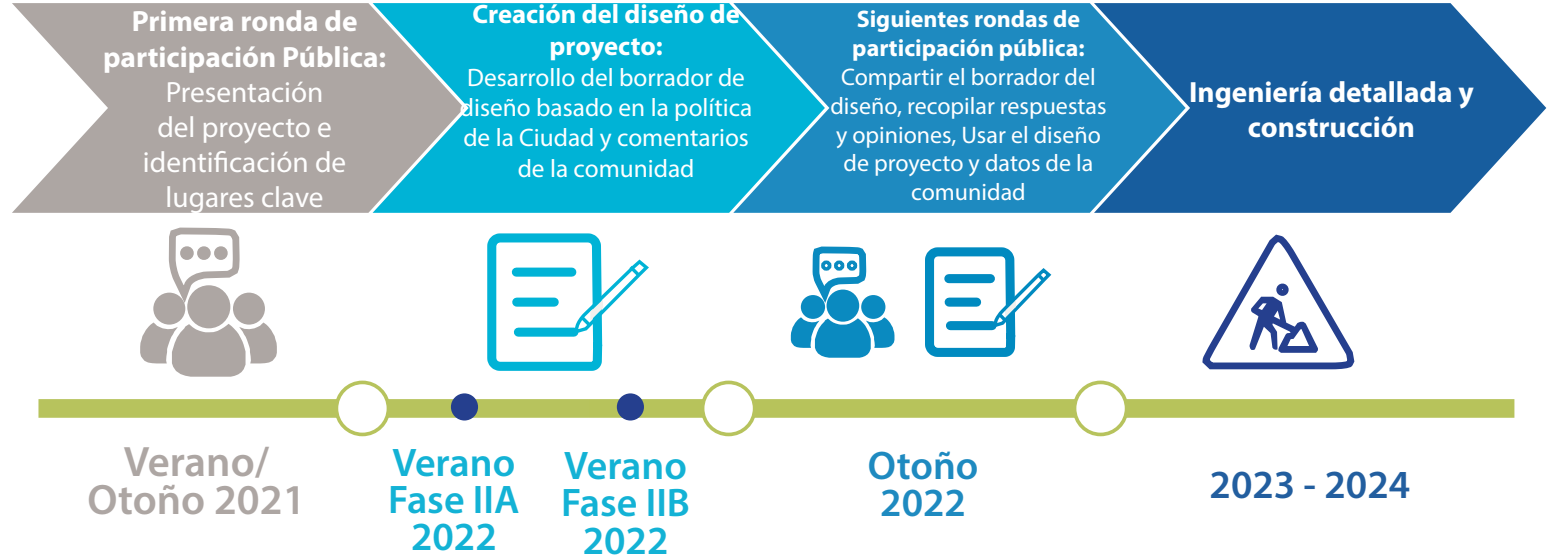 Primera ronda de
participación Pública:
Presentación
del proyecto e
identificación de
lugares clave
Creación del diseño de
proyecto:
Desarrollo del borrador de
diseño basado en la política
de la Ciudad y comentarios
de la comunidad
Siguientes rondas de
participación pública:
Compartir el borrador del
diseño, recopilar respuestas
y opiniones, Usar el diseño
de proyecto y datos de la
comunidad
Ingeniería detallada y
construcción
Verano/
Otoño 2021
Verano
Fase IIA
2022
Verano
Fase IIB
2022
Otoño
2022
2023 - 2024